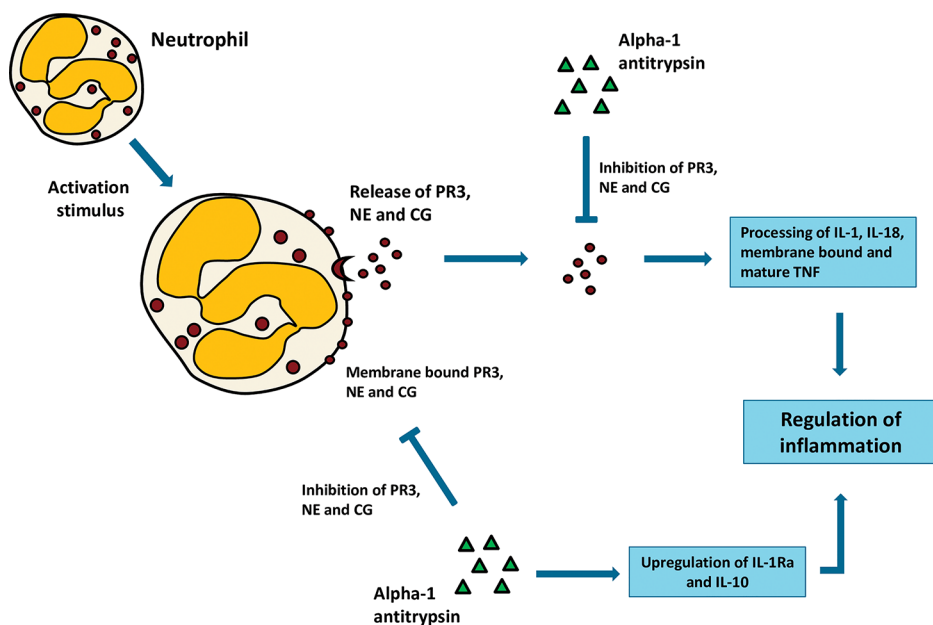 Neutrophil
Alpha-1
antitrypsin
Activation
stimulus
Release of PR3,
NE and CG
Inhibition of PR3,
NE and CG
Processing of IL-1, IL-18,
membrane bound and
mature TNF
Membrane bound PR3,
NE and CG
Regulation of
inflammation
Inhibition of PR3,
NE and CG
Alpha-1
antitrypsin
Upregulation of IL-1Ra
and IL-10